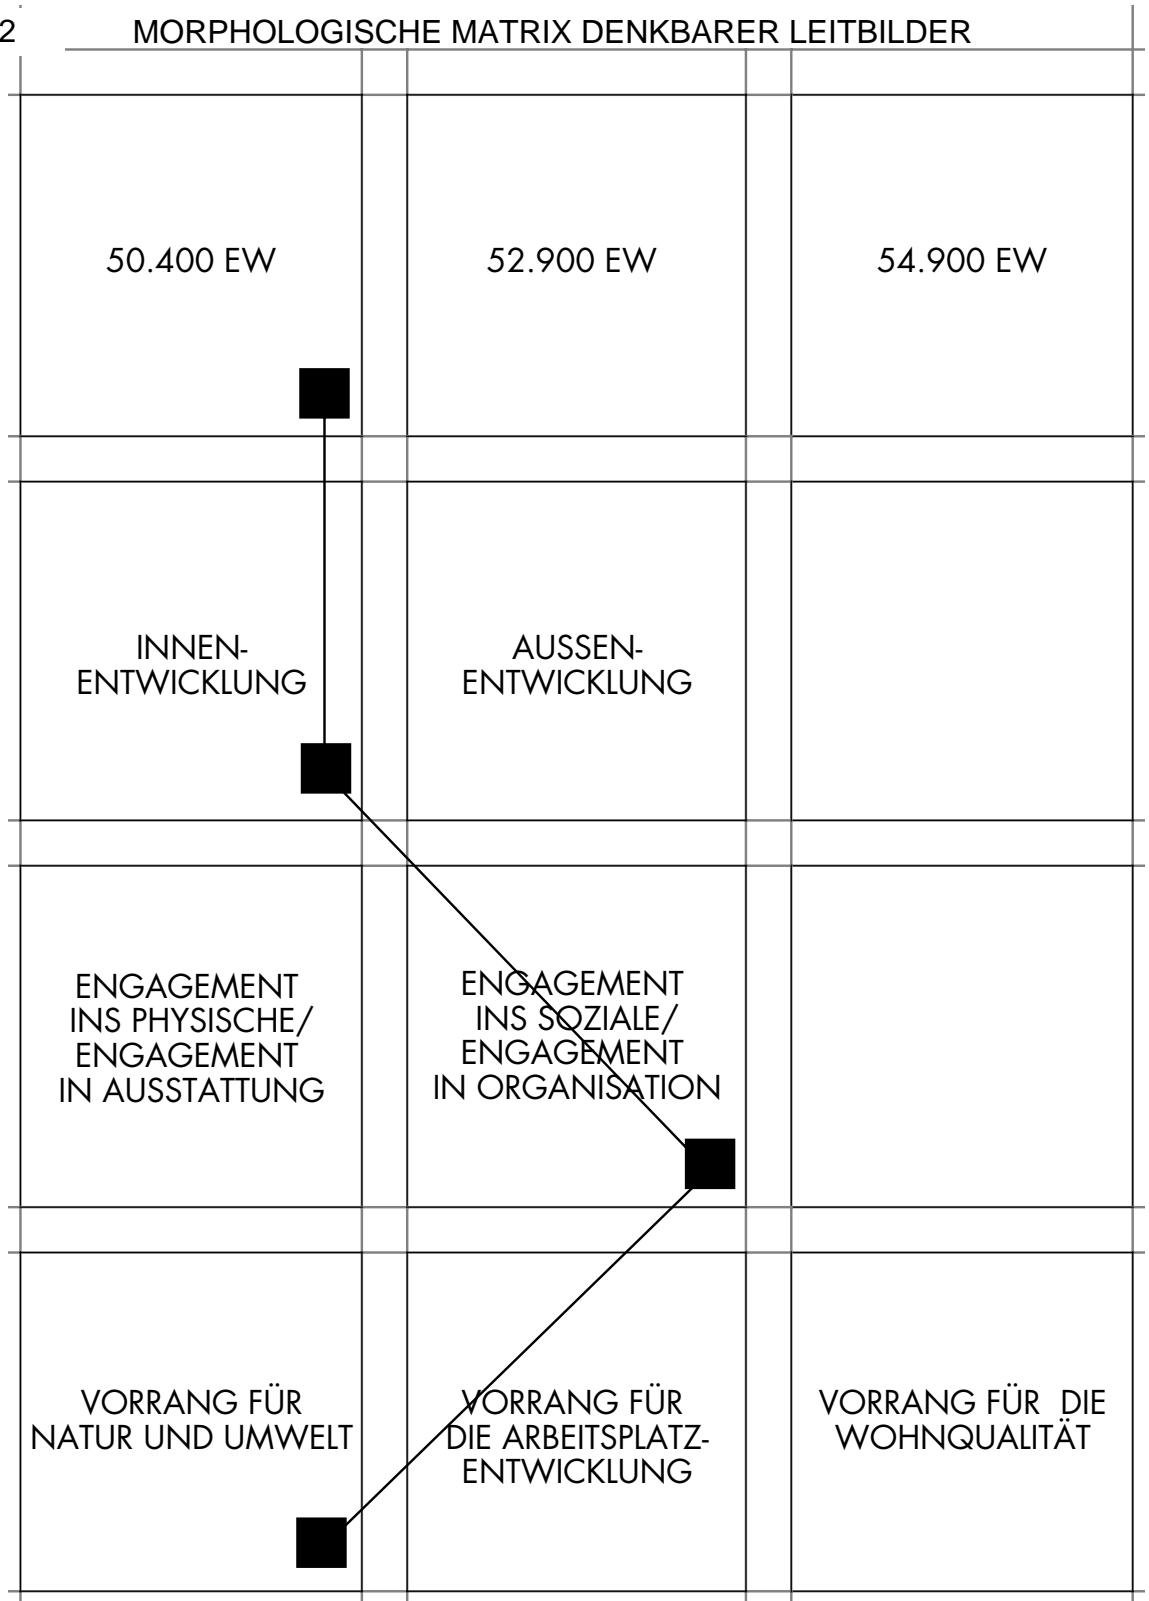 2 MORPHOLOGISCHE MATRIX DENKBARER LEITBILDER
50.400 EW
52.900 EW
54.900 EW
INNEN-
ENTWICKLUNG
AUSSEN-
ENTWICKLUNG
ENGAGEMENT
INS PHYSISCHE/
ENGAGEMENT
IN AUSSTATTUNG
ENGAGEMENT
INS SOZIALE/
ENGAGEMENT
IN ORGANISATION
VORRANG FÜR
NATUR UND UMWELT
VORRANG FÜR
DIE ARBEITSPLATZ-
ENTWICKLUNG
VORRANG FÜR DIE
WOHNQUALITÄT